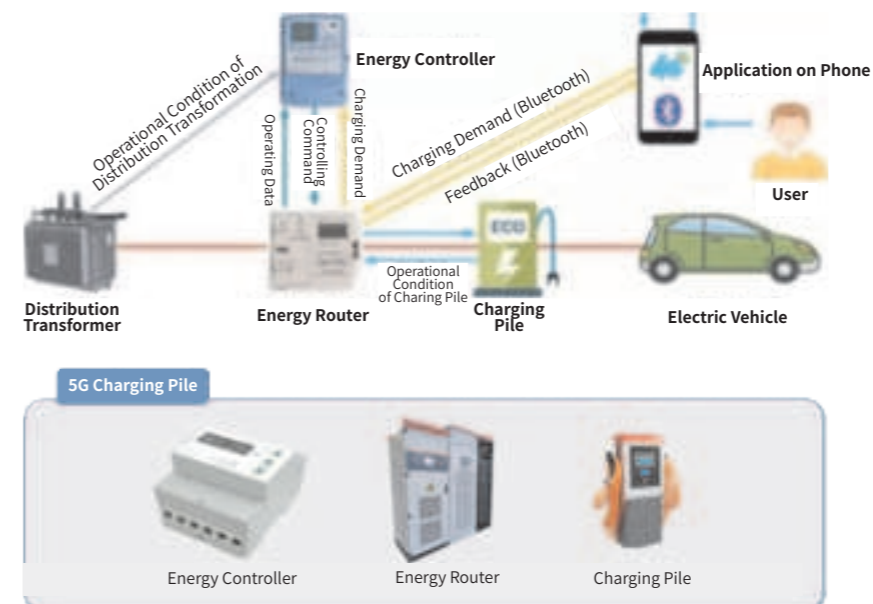 Energy Controller
Application on Phone
Operational Condition of
Distribution Transformation
Operating Data
Controlling
Command
Charging Demand
Charging Demand (Bluetooth)
Feedback (Bluetooth)
User
ECO
Operational
Condition
of Charing Pile
Distribution
Transformer
Energy Router
Charging
Pile
Electric Vehicle
5G Charging Pile
Energy Controller
Energy Router
Charging Pile